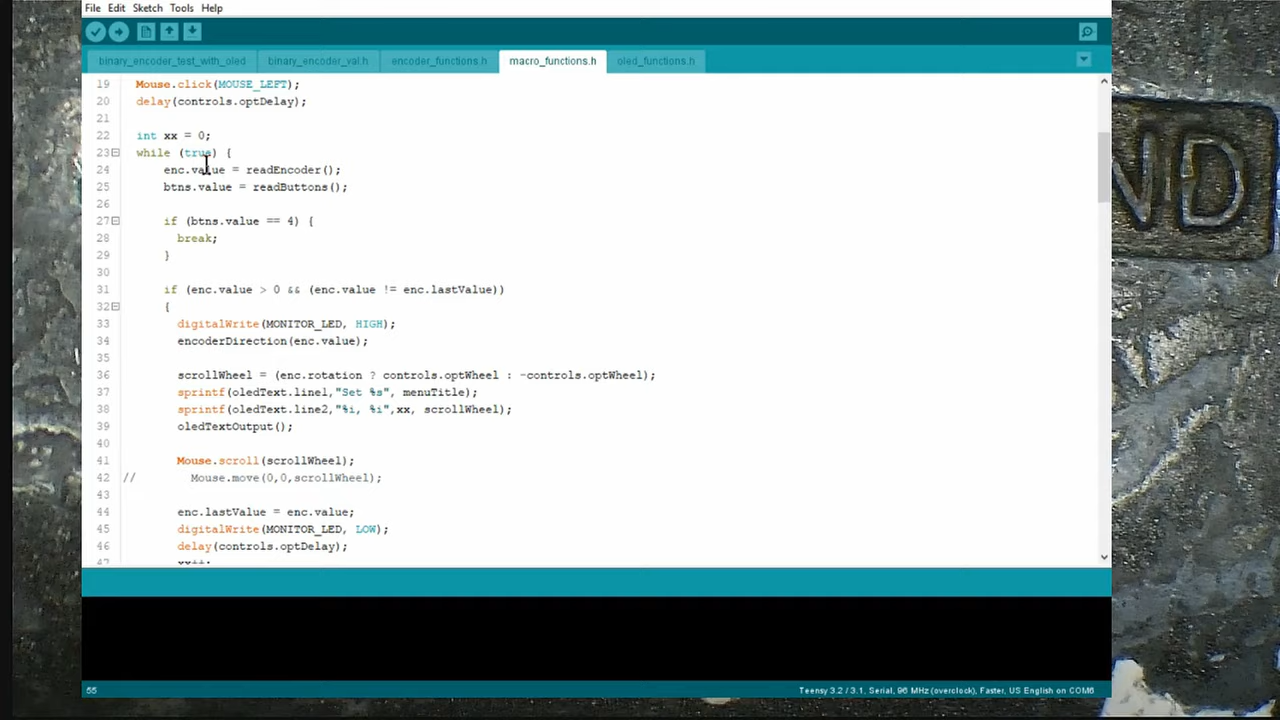 File Edit Sketch Tools Help
binary_encoder_test_with_oled binary_encoder_val.h encoder_functions.h macro_functions.h oled_functions.h
19 Mouse.click(MOUSE_LEFT);
20 delay(controls.optDelay);
21
22 int xx = 0;
23 while (true) {
24 enc.value = readEncoder();
25 btns.value = readButtons();
26
27 if (btns.value == 4) {
28 break;
29 }
30
31 if (enc.value > 0 && (enc.value != enc.lastValue))
32 {
33 digitalWrite(MONITOR_LED, HIGH);
34 encoderDirection(enc.value);
35
36 scrollWheel = (enc.rotation ? controls.optWheel : -controls.optWheel);
37 sprintf(oledText.line1,"Set %s", menuTitle);
38 sprintf(oledText.line2,"%i, %i",xx, scrollWheel);
39 oledTextOutput();
40
41 Mouse.scroll(scrollWheel);
42 // Mouse.move(0,0,scrollWheel);
43
44 enc.lastValue = enc.value;
45 digitalWrite(MONITOR_LED, LOW);
46 delay(controls.optDelay);
47 xx++;
55 Teensy 3.2 / 3.1, Serial, 96 MHz (overclock), Faster, US English on COM6
ND